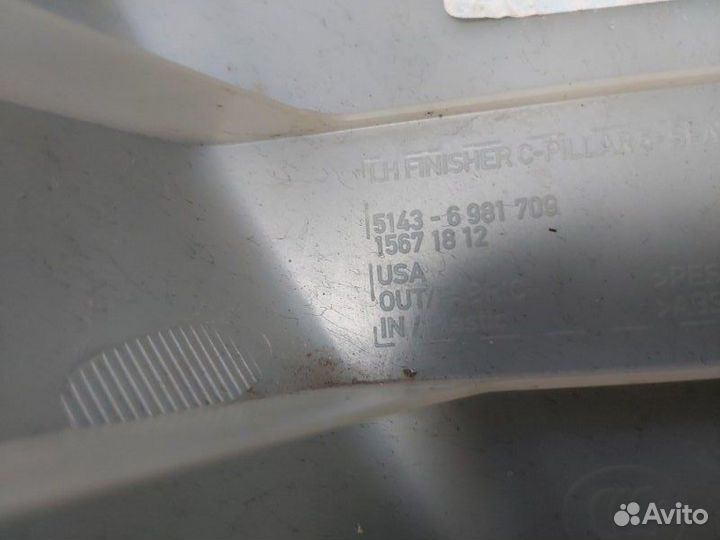 LH FINISHER C-PILLAR
5143 - 6 981 709
1567 18 12
USA
OUT/
IN /
Avito